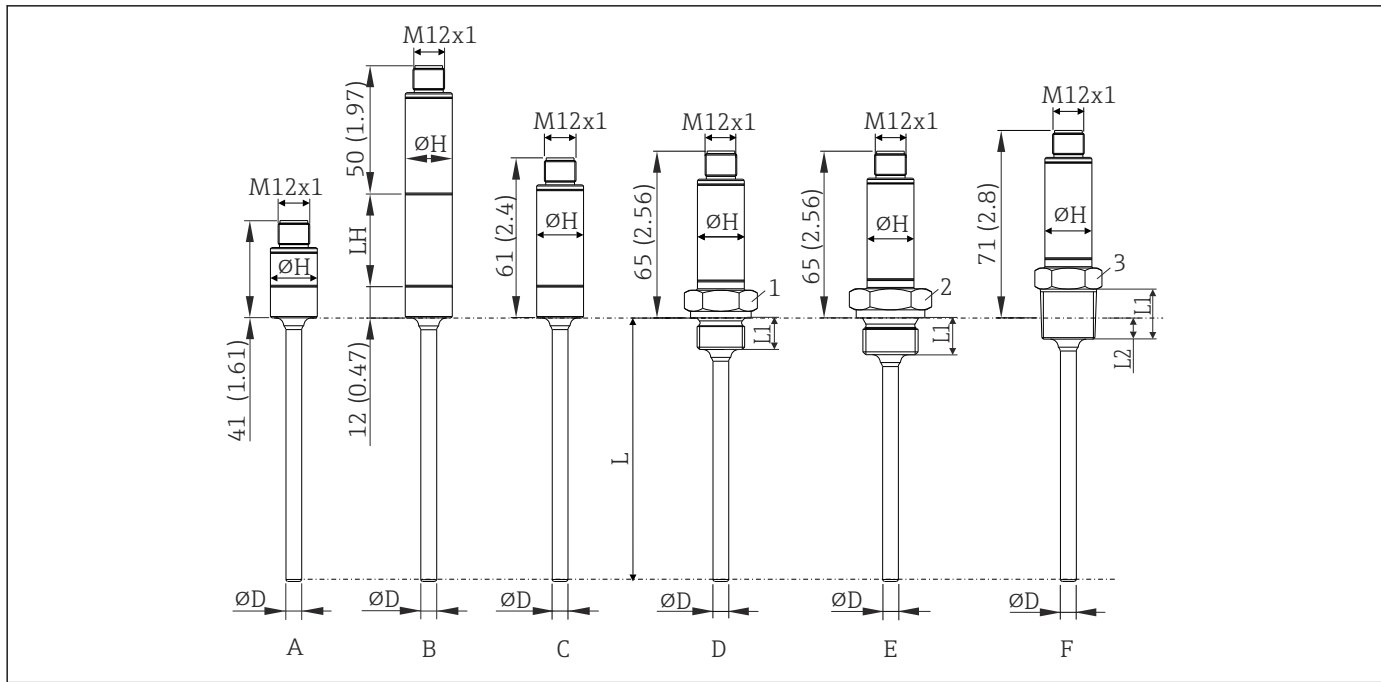 M12x1
50 (1.97)
ØH
LH
12 (0.47)
M12x1
ØH
41 (1.61)
M12x1
ØH
61 (2.4)
M12x1
ØH
65 (2.56)
1
L1
L
M12x1
ØH
65 (2.56)
2
L1
M12x1
ØH
71 (2.8)
3
L1
L2
ØD
ØD
ØD
ØD
ØD
ØD
A
B
C
D
E
F